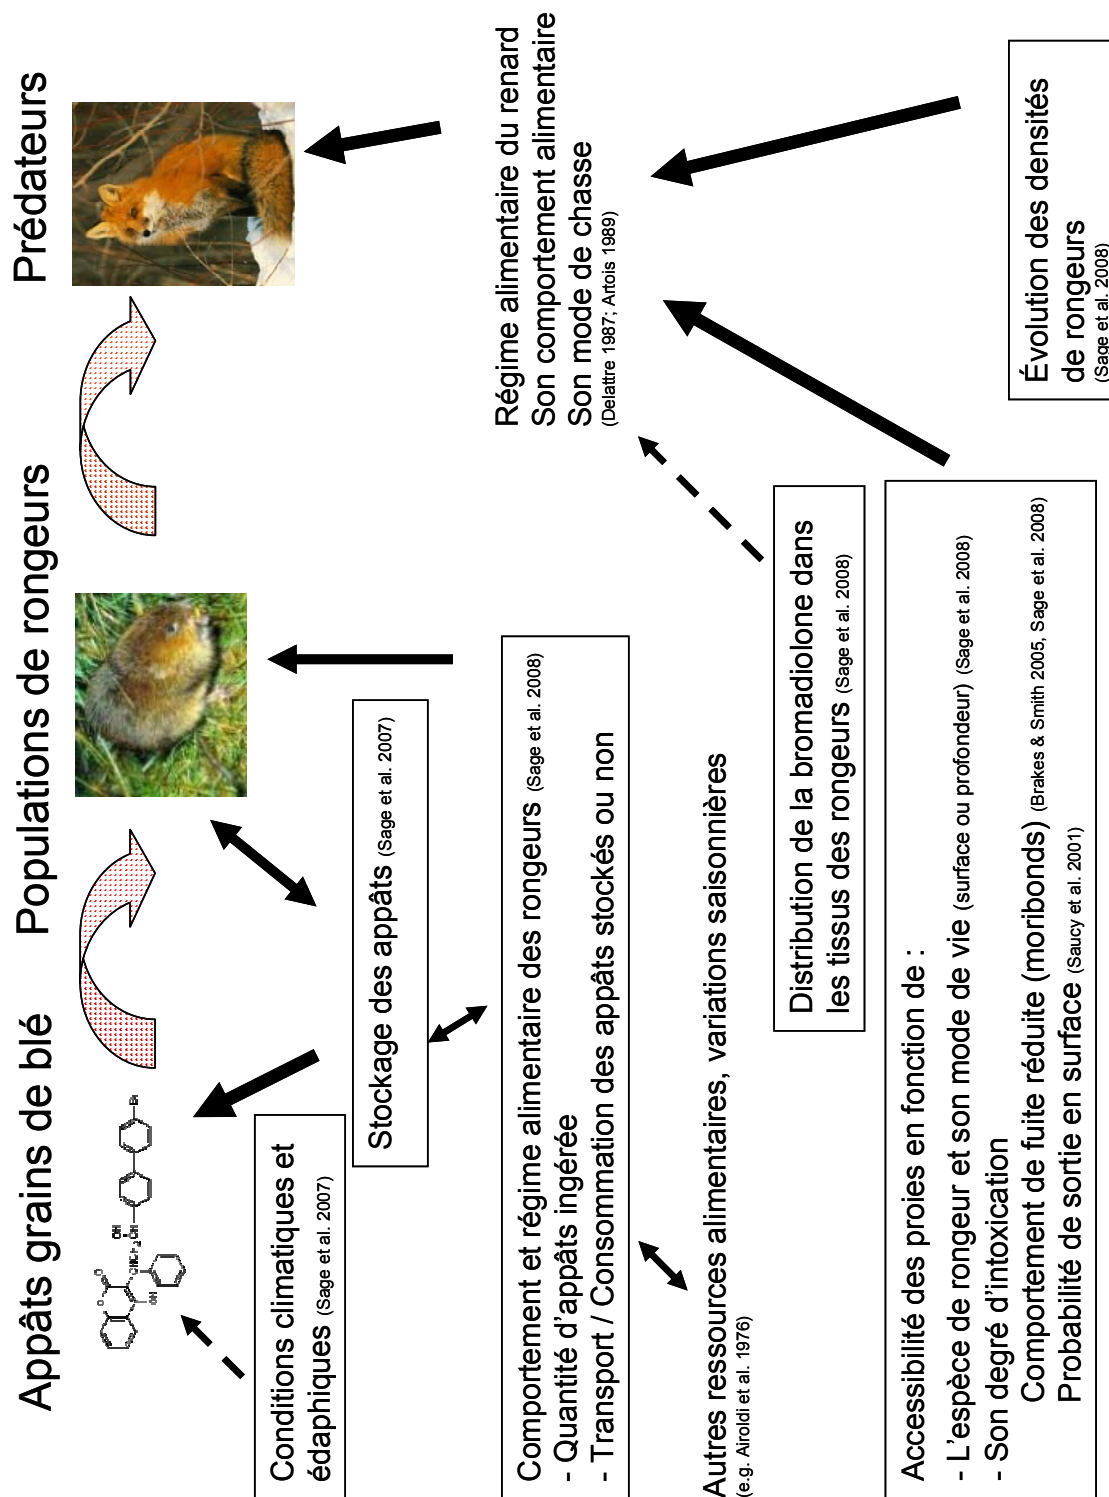 Appâts grains de blé
Populations de rongeurs
Prédateurs
O
O
OH
CHCH₂
OH
CH
Br
Conditions climatiques et
édaphiques (Sage et al. 2007)
Stockage des appâts (Sage et al. 2007)
Comportement et régime alimentaire des rongeurs (Sage et al. 2008)
- Quantité d'appâts ingérée
- Transport / Consommation des appâts stockés ou non
Autres ressources alimentaires, variations saisonnières
(e.g. Airoldi et al. 1976)
Régime alimentaire du renard
Son comportement alimentaire
Son mode de chasse
(Delattre 1987; Artois 1989)
Distribution de la bromadiolone dans
les tissus des rongeurs (Sage et al. 2008)
Accessibilité des proies en fonction de :
- L'espèce de rongeur et son mode de vie (surface ou profondeur) (Sage et al. 2008)
- Son degré d'intoxication
Comportement de fuite réduite (moribonds) (Brakes & Smith 2005, Sage et al. 2008)
Probabilité de sortie en surface (Saucy et al. 2001)
Évolution des densités
de rongeurs
(Sage et al. 2008)